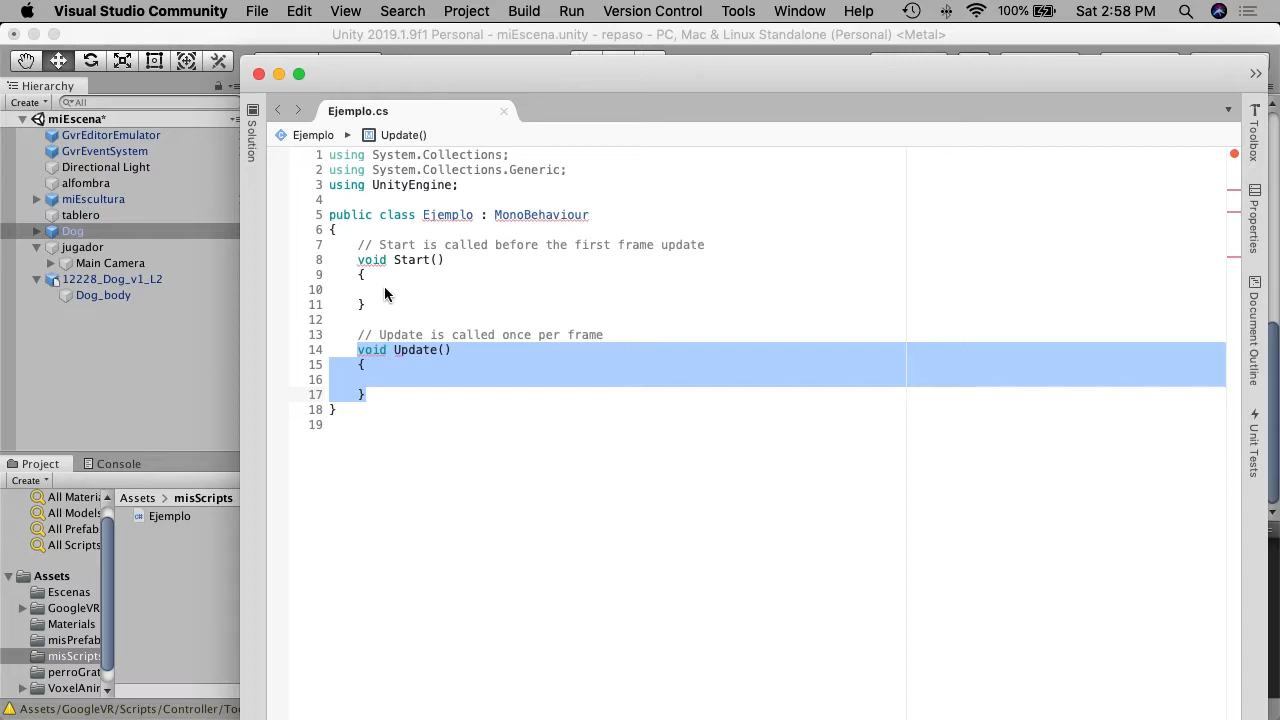 Visual Studio Community File Edit View Search Project Build Run Version Control Tools Window Help 100% Sat 2:58 PM
Unity 2019.1.9f1 Personal - miEscena.unity - repaso - PC, Mac & Linux Standalone (Personal) <Metal>
Hierarchy
Create All
miEscena*
GvrEditorEmulator
GvrEventSystem
Directional Light
alfombra
miEscultura
tablero
Dog
jugador
Main Camera
12228_Dog_v1_L2
Dog_body
Project Console
Create
All Materia
All Models
All Prefab
All Scripts
Assets
Escenas
GoogleVR
Materials
misPrefab
misScripts
perroGrat
VoxelAnir
Assets > misScripts
Ejemplo
Assets/GoogleVR/Scripts/Controller/To
Ejemplo.cs
Solution
Ejemplo Update()
1 using System.Collections;
2 using System.Collections.Generic;
3 using UnityEngine;
4
5 public class Ejemplo : MonoBehaviour
6 {
7 // Start is called before the first frame update
8 void Start()
9 {
10
11 }
12
13 // Update is called once per frame
14 void Update()
15 {
16
17 }
18 }
19
Toolbox
Properties
Document Outline
Unit Tests